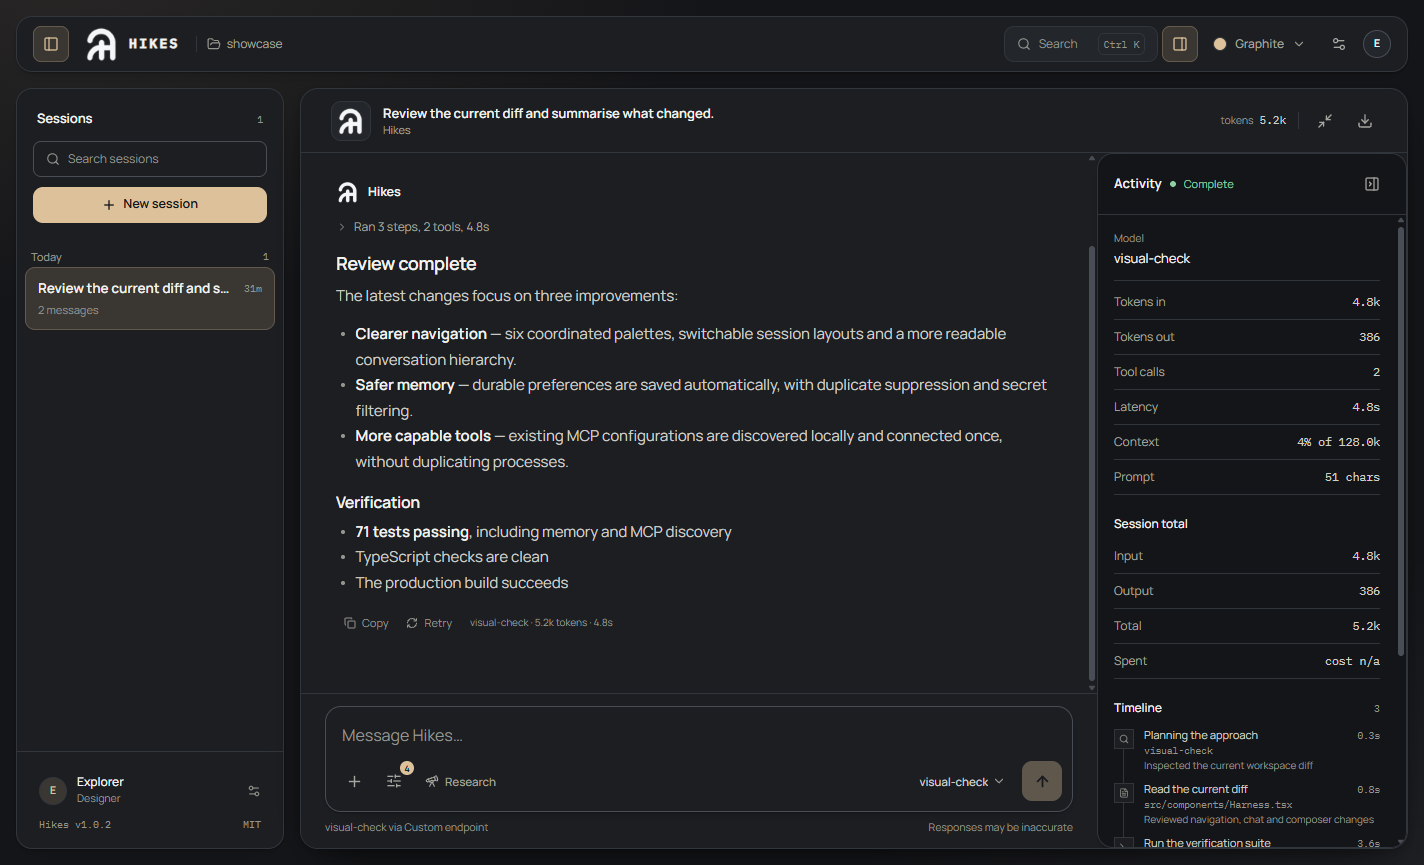 HIKES
showcase
Search
Ctrl K
Graphite
E
Sessions
1
Search sessions
New session
Today
1
Review the current diff and s...
31m
2 messages
E
Explorer
Designer
Hikes v1.0.2
MIT
Review the current diff and summarise what changed.
Hikes
tokens 5.2k
Hikes
Ran 3 steps, 2 tools, 4.8s
Review complete
The latest changes focus on three improvements:
• Clearer navigation — six coordinated palettes, switchable session layouts and a more readable
conversation hierarchy.
• Safer memory — durable preferences are saved automatically, with duplicate suppression and secret
filtering.
• More capable tools — existing MCP configurations are discovered locally and connected once,
without duplicating processes.
Verification
• 71 tests passing, including memory and MCP discovery
• TypeScript checks are clean
• The production build succeeds
Copy
Retry
visual-check · 5.2k tokens · 4.8s
Message Hikes...
4
Research
visual-check
visual-check via Custom endpoint
Responses may be inaccurate
Activity
Complete
Model
visual-check
Tokens in 4.8k
Tokens out 386
Tool calls 2
Latency 4.8s
Context 4% of 128.0k
Prompt 51 chars
Session total
Input 4.8k
Output 386
Total 5.2k
Spent cost n/a
Timeline 3
Planning the approach 0.3s
visual-check
Inspected the current workspace diff
Read the current diff 0.8s
src/components/Harness.tsx
Reviewed navigation, chat and composer changes
Run the verification suite 3.6s